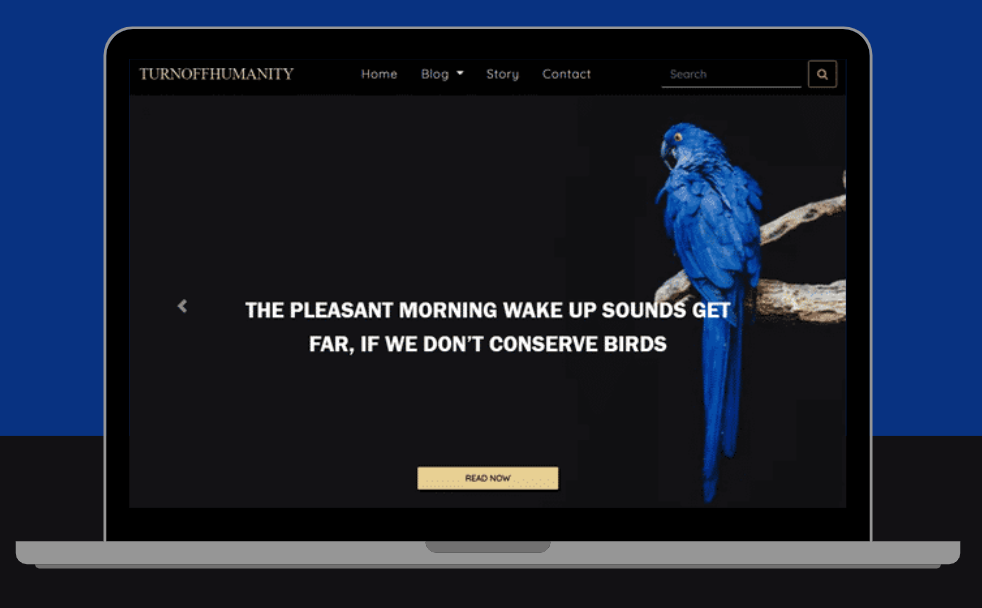 TURNOFFHUMANITY
Home Blog Story Contact
Search
THE PLEASANT MORNING WAKE UP SOUNDS GET
FAR, IF WE DON'T CONSERVE BIRDS
READ NOW